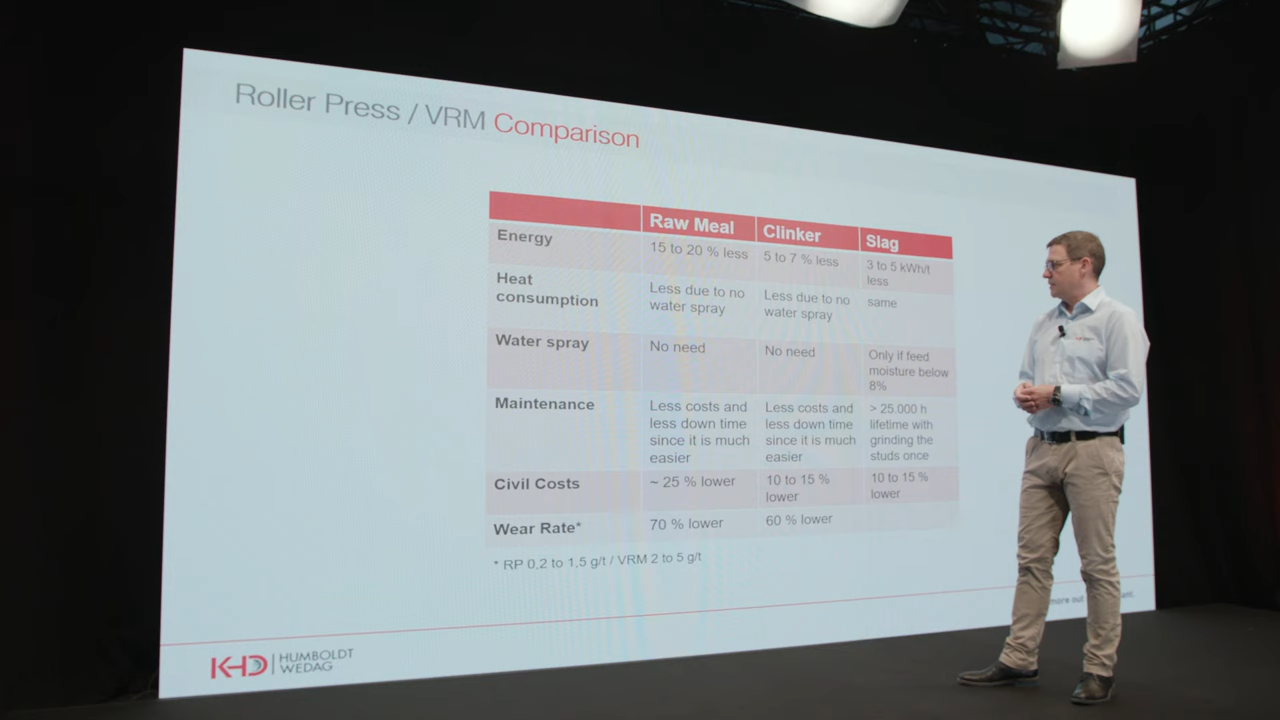 Roller Press / VRM Comparison
Raw Meal Clinker Slag
Energy 15 to 20 % less 5 to 7 % less 3 to 5 kWh/t
less
Heat Less due to no Less due to no same
consumption water spray water spray
Water spray No need No need Only if feed
moisture below
8%
Maintenance Less costs and Less costs and > 25.000 h
less down time less down time lifetime with
since it is much since it is much grinding the
easier easier studs once
Civil Costs ~ 25 % lower 10 to 15 % 10 to 15 %
lower lower
Wear Rate* 70 % lower 60 % lower
* RP 0,2 to 1,5 g/t / VRM 2 to 5 g/t
more out
KHD HUMBOLDT
WEDAG